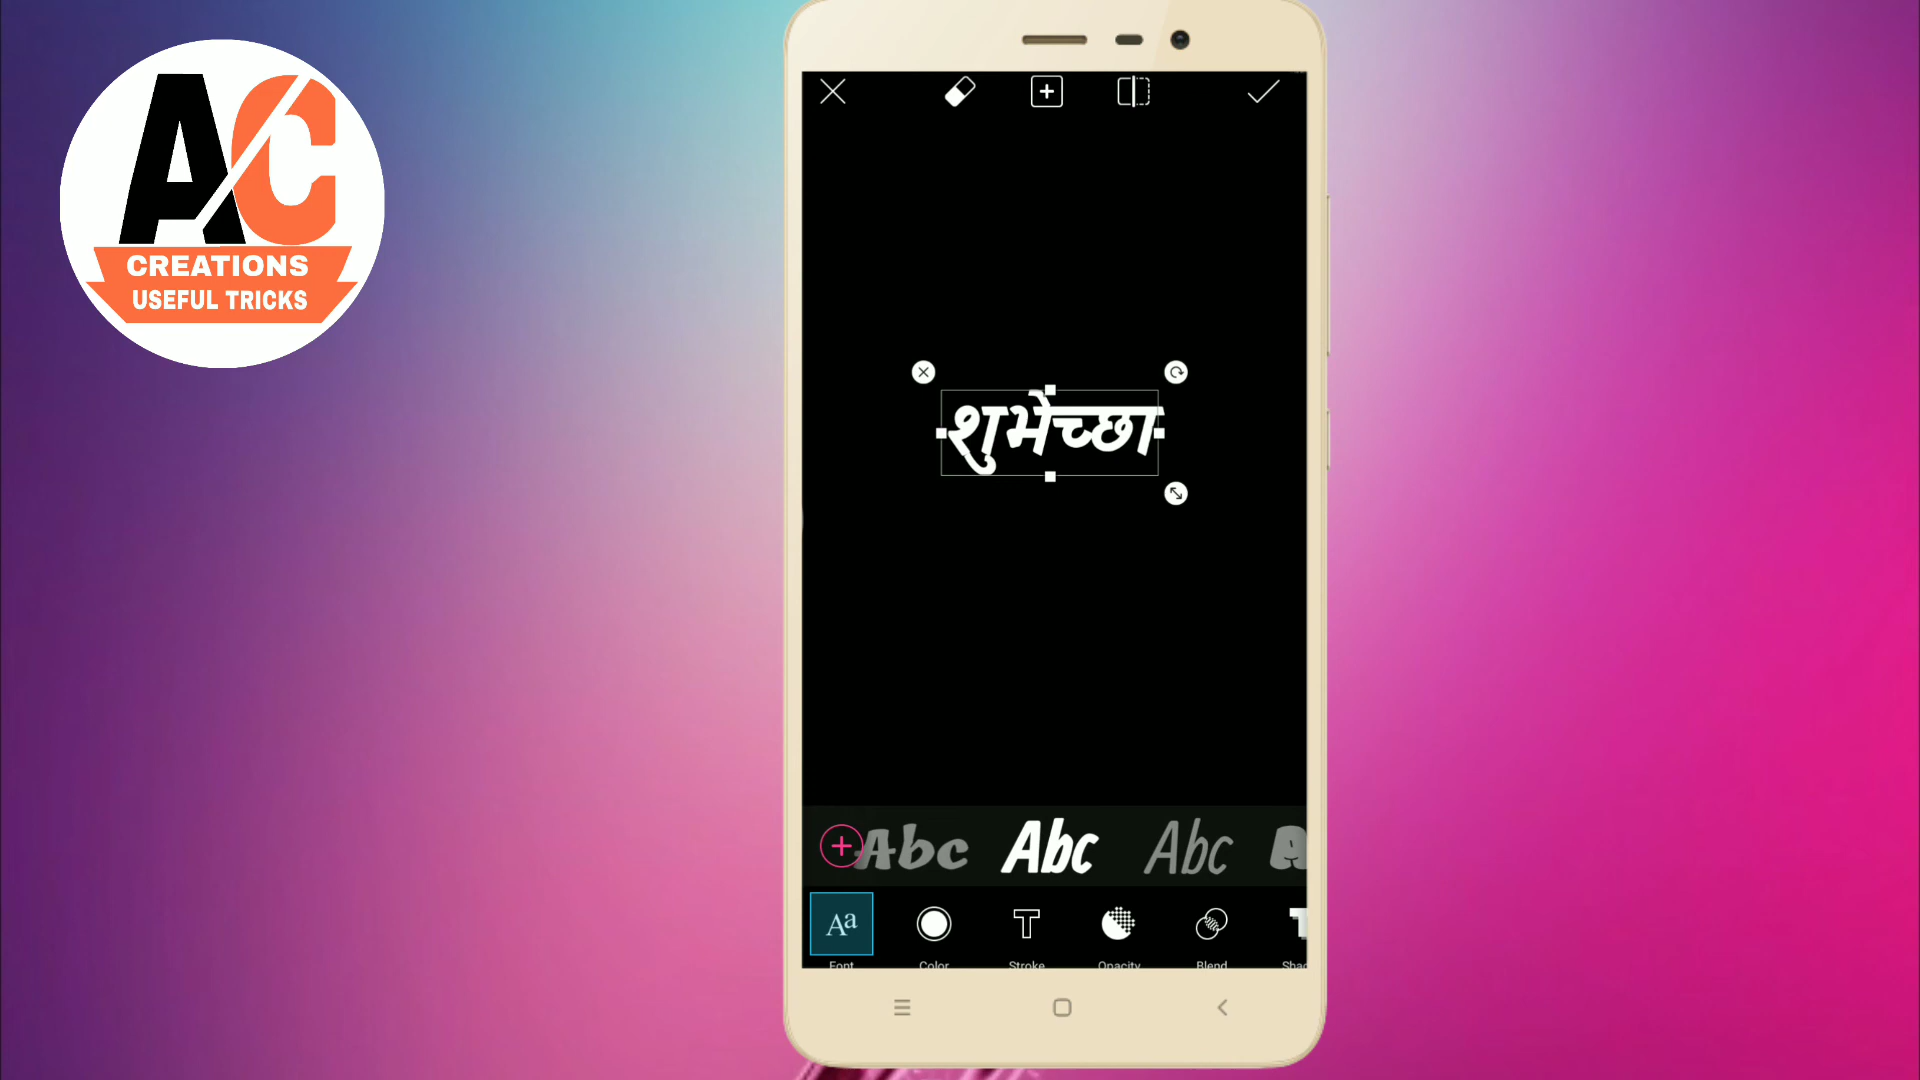 AC
CREATIONS
USEFUL TRICKS
शुभेच्छा
Abc Abc Abc
Aa
Font Color Stroke Opacity Blend